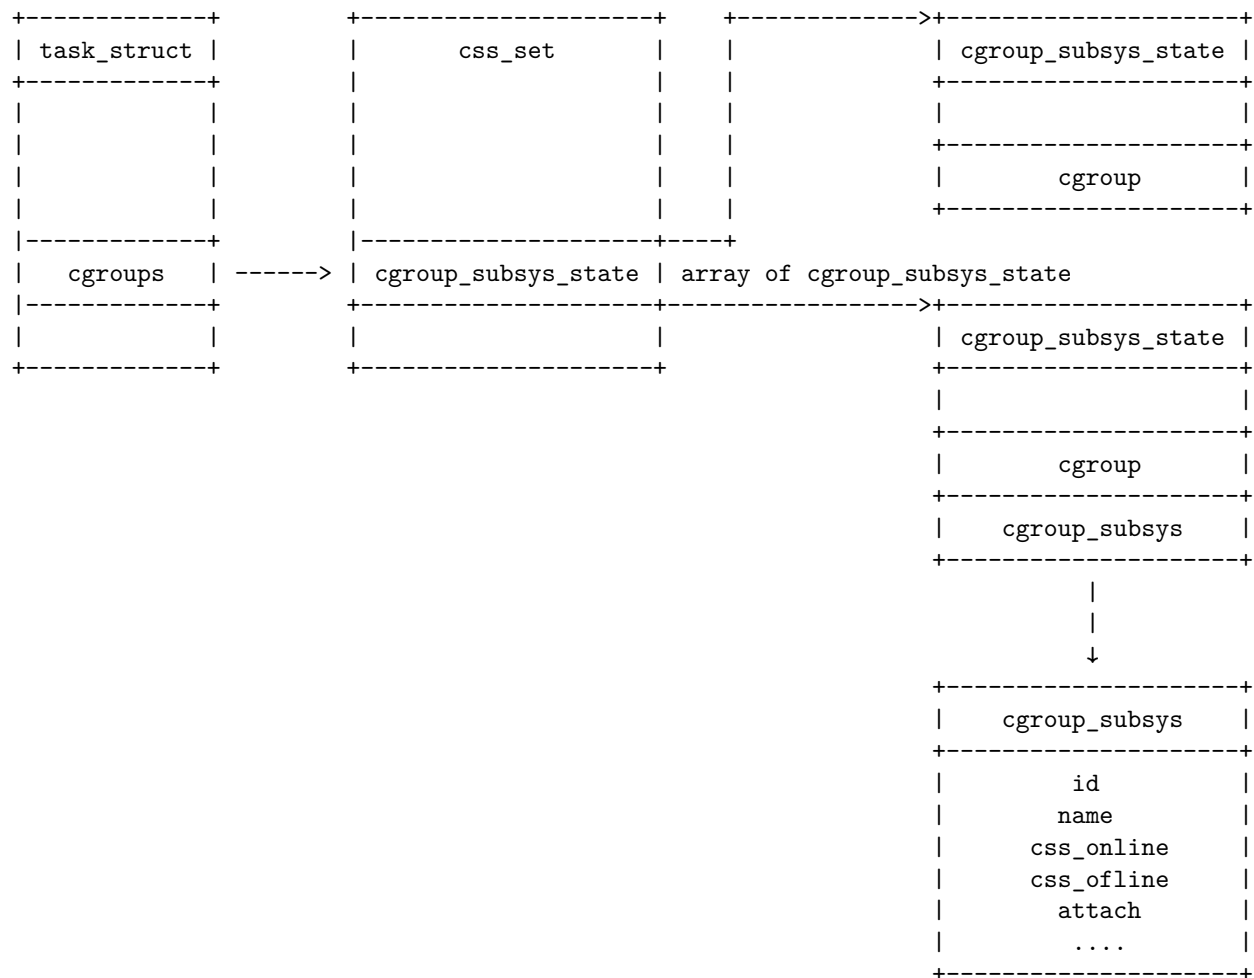 task_struct
css_set
cgroup_subsys_state
cgroup
cgroups
cgroup_subsys_state
array of cgroup_subsys_state
cgroup_subsys_state
cgroup
cgroup_subsys
cgroup_subsys
id
name
css_online
css_ofline
attach
....